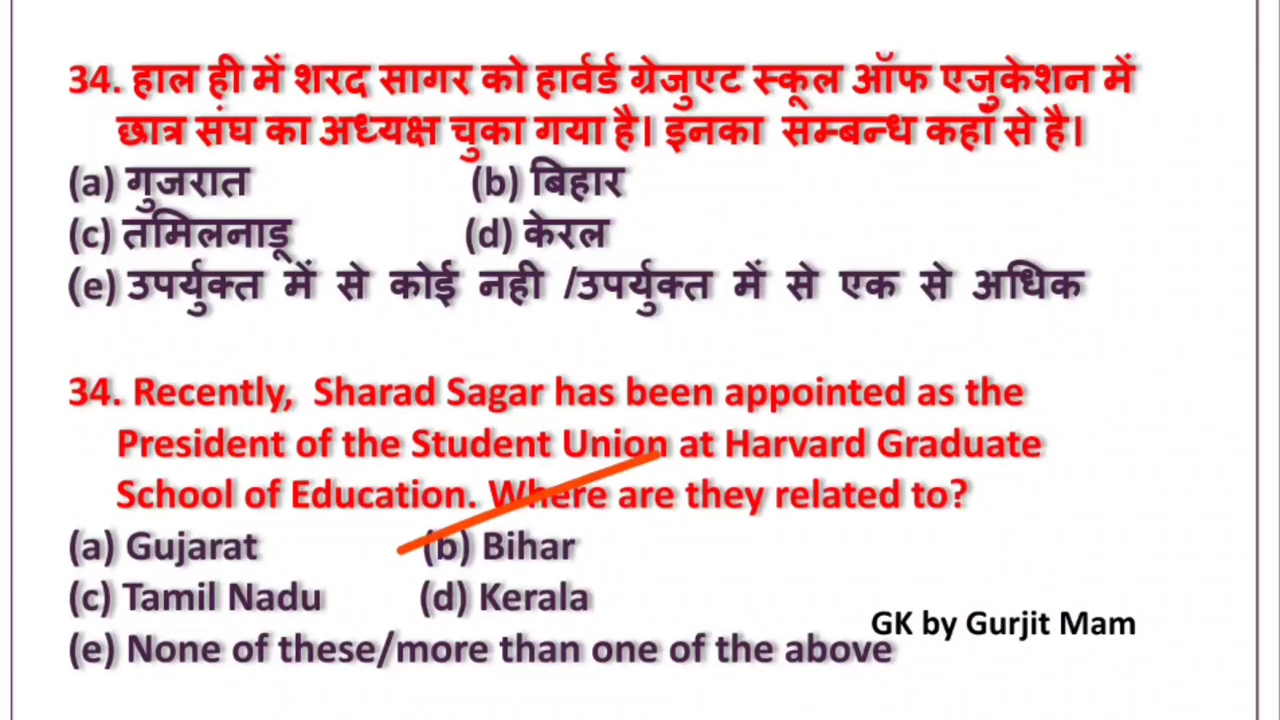 34. हाल ही में शरद सागर को हार्वर्ड ग्रेजुएट स्कूल ऑफ एजुकेशन में
छात्र संघ का अध्यक्ष चुका गया है। इनका सम्बन्ध कहाँ से है।
(a) गुजरात (b) बिहार
(c) तमिलनाडू (d) केरल
(e) उपर्युक्त में से कोई नही /उपर्युक्त में से एक से अधिक
34. Recently, Sharad Sagar has been appointed as the
President of the Student Union at Harvard Graduate
School of Education. Where are they related to?
(a) Gujarat (b) Bihar
(c) Tamil Nadu (d) Kerala
GK by Gurjit Mam
(e) None of these/more than one of the above